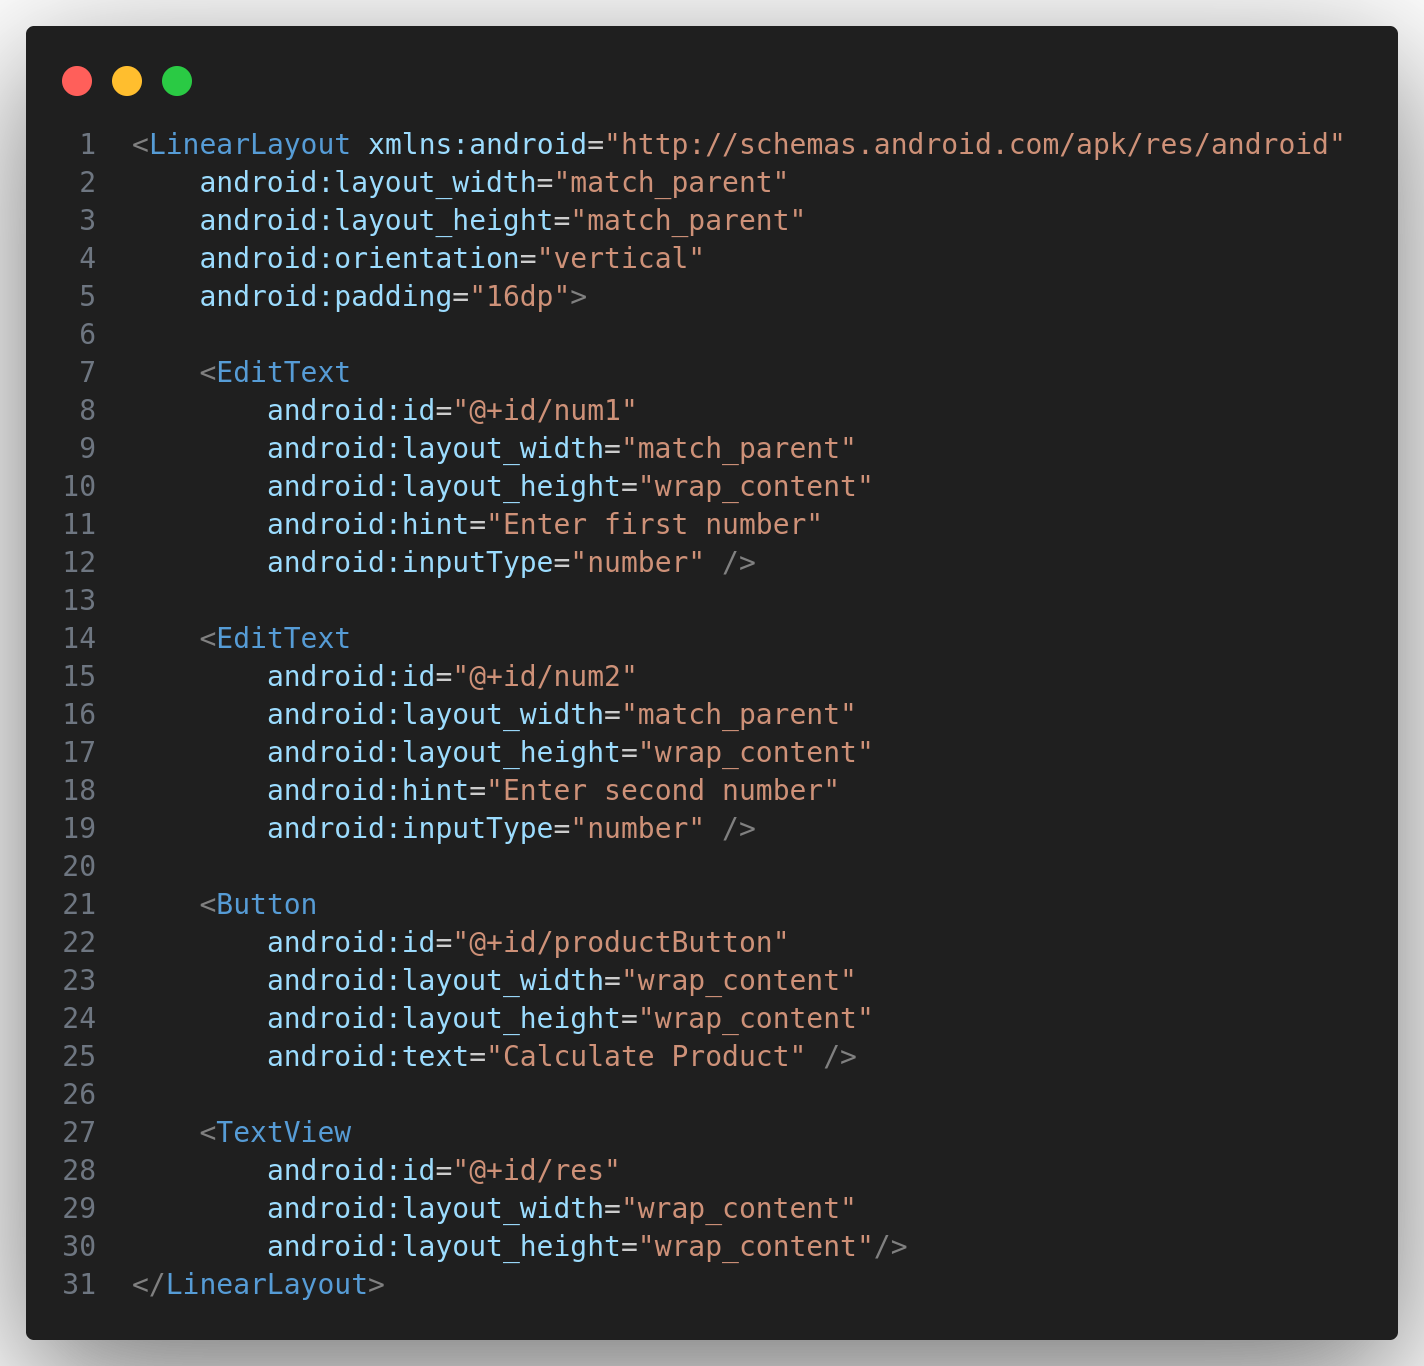 1 <LinearLayout xmlns:android="http://schemas.android.com/apk/res/android"
2     android:layout_width="match_parent"
3     android:layout_height="match_parent"
4     android:orientation="vertical"
5     android:padding="16dp">
6
7     <EditText
8         android:id="@+id/num1"
9         android:layout_width="match_parent"
10         android:layout_height="wrap_content"
11         android:hint="Enter first number"
12         android:inputType="number" />
13
14     <EditText
15         android:id="@+id/num2"
16         android:layout_width="match_parent"
17         android:layout_height="wrap_content"
18         android:hint="Enter second number"
19         android:inputType="number" />
20
21     <Button
22         android:id="@+id/productButton"
23         android:layout_width="wrap_content"
24         android:layout_height="wrap_content"
25         android:text="Calculate Product" />
26
27     <TextView
28         android:id="@+id/res"
29         android:layout_width="wrap_content"
30         android:layout_height="wrap_content"/>
31 </LinearLayout>